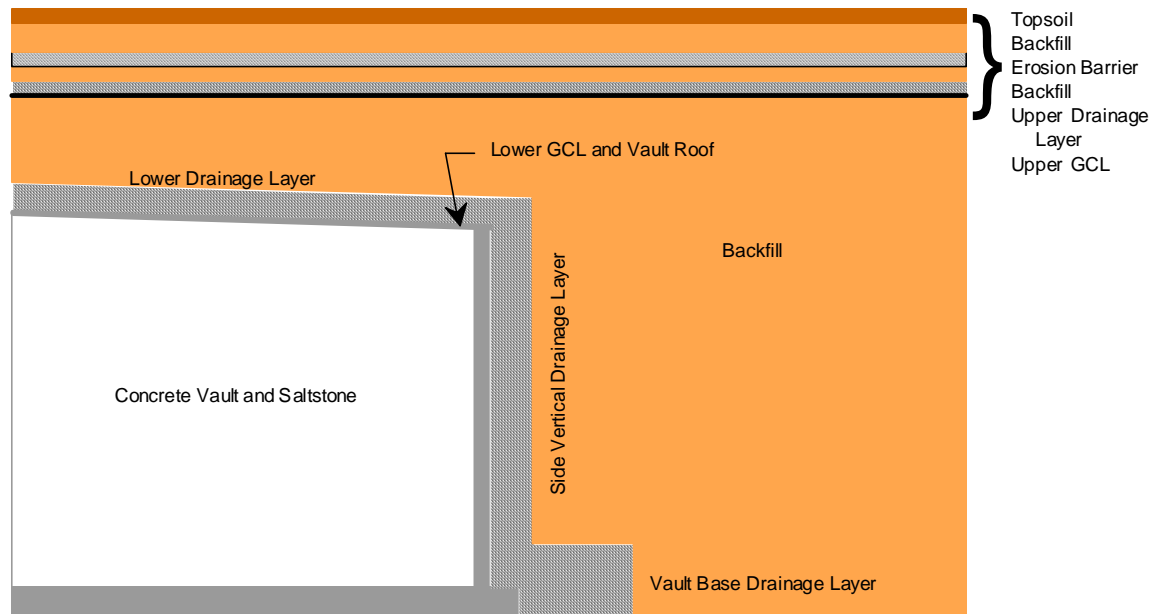 Topsoil
Backfill
Erosion Barrier
Backfill
Upper Drainage
Layer
Upper GCL
Lower GCL and Vault Roof
Lower Drainage Layer
Backfill
Side Vertical Drainage Layer
Concrete Vault and Saltstone
Vault Base Drainage Layer